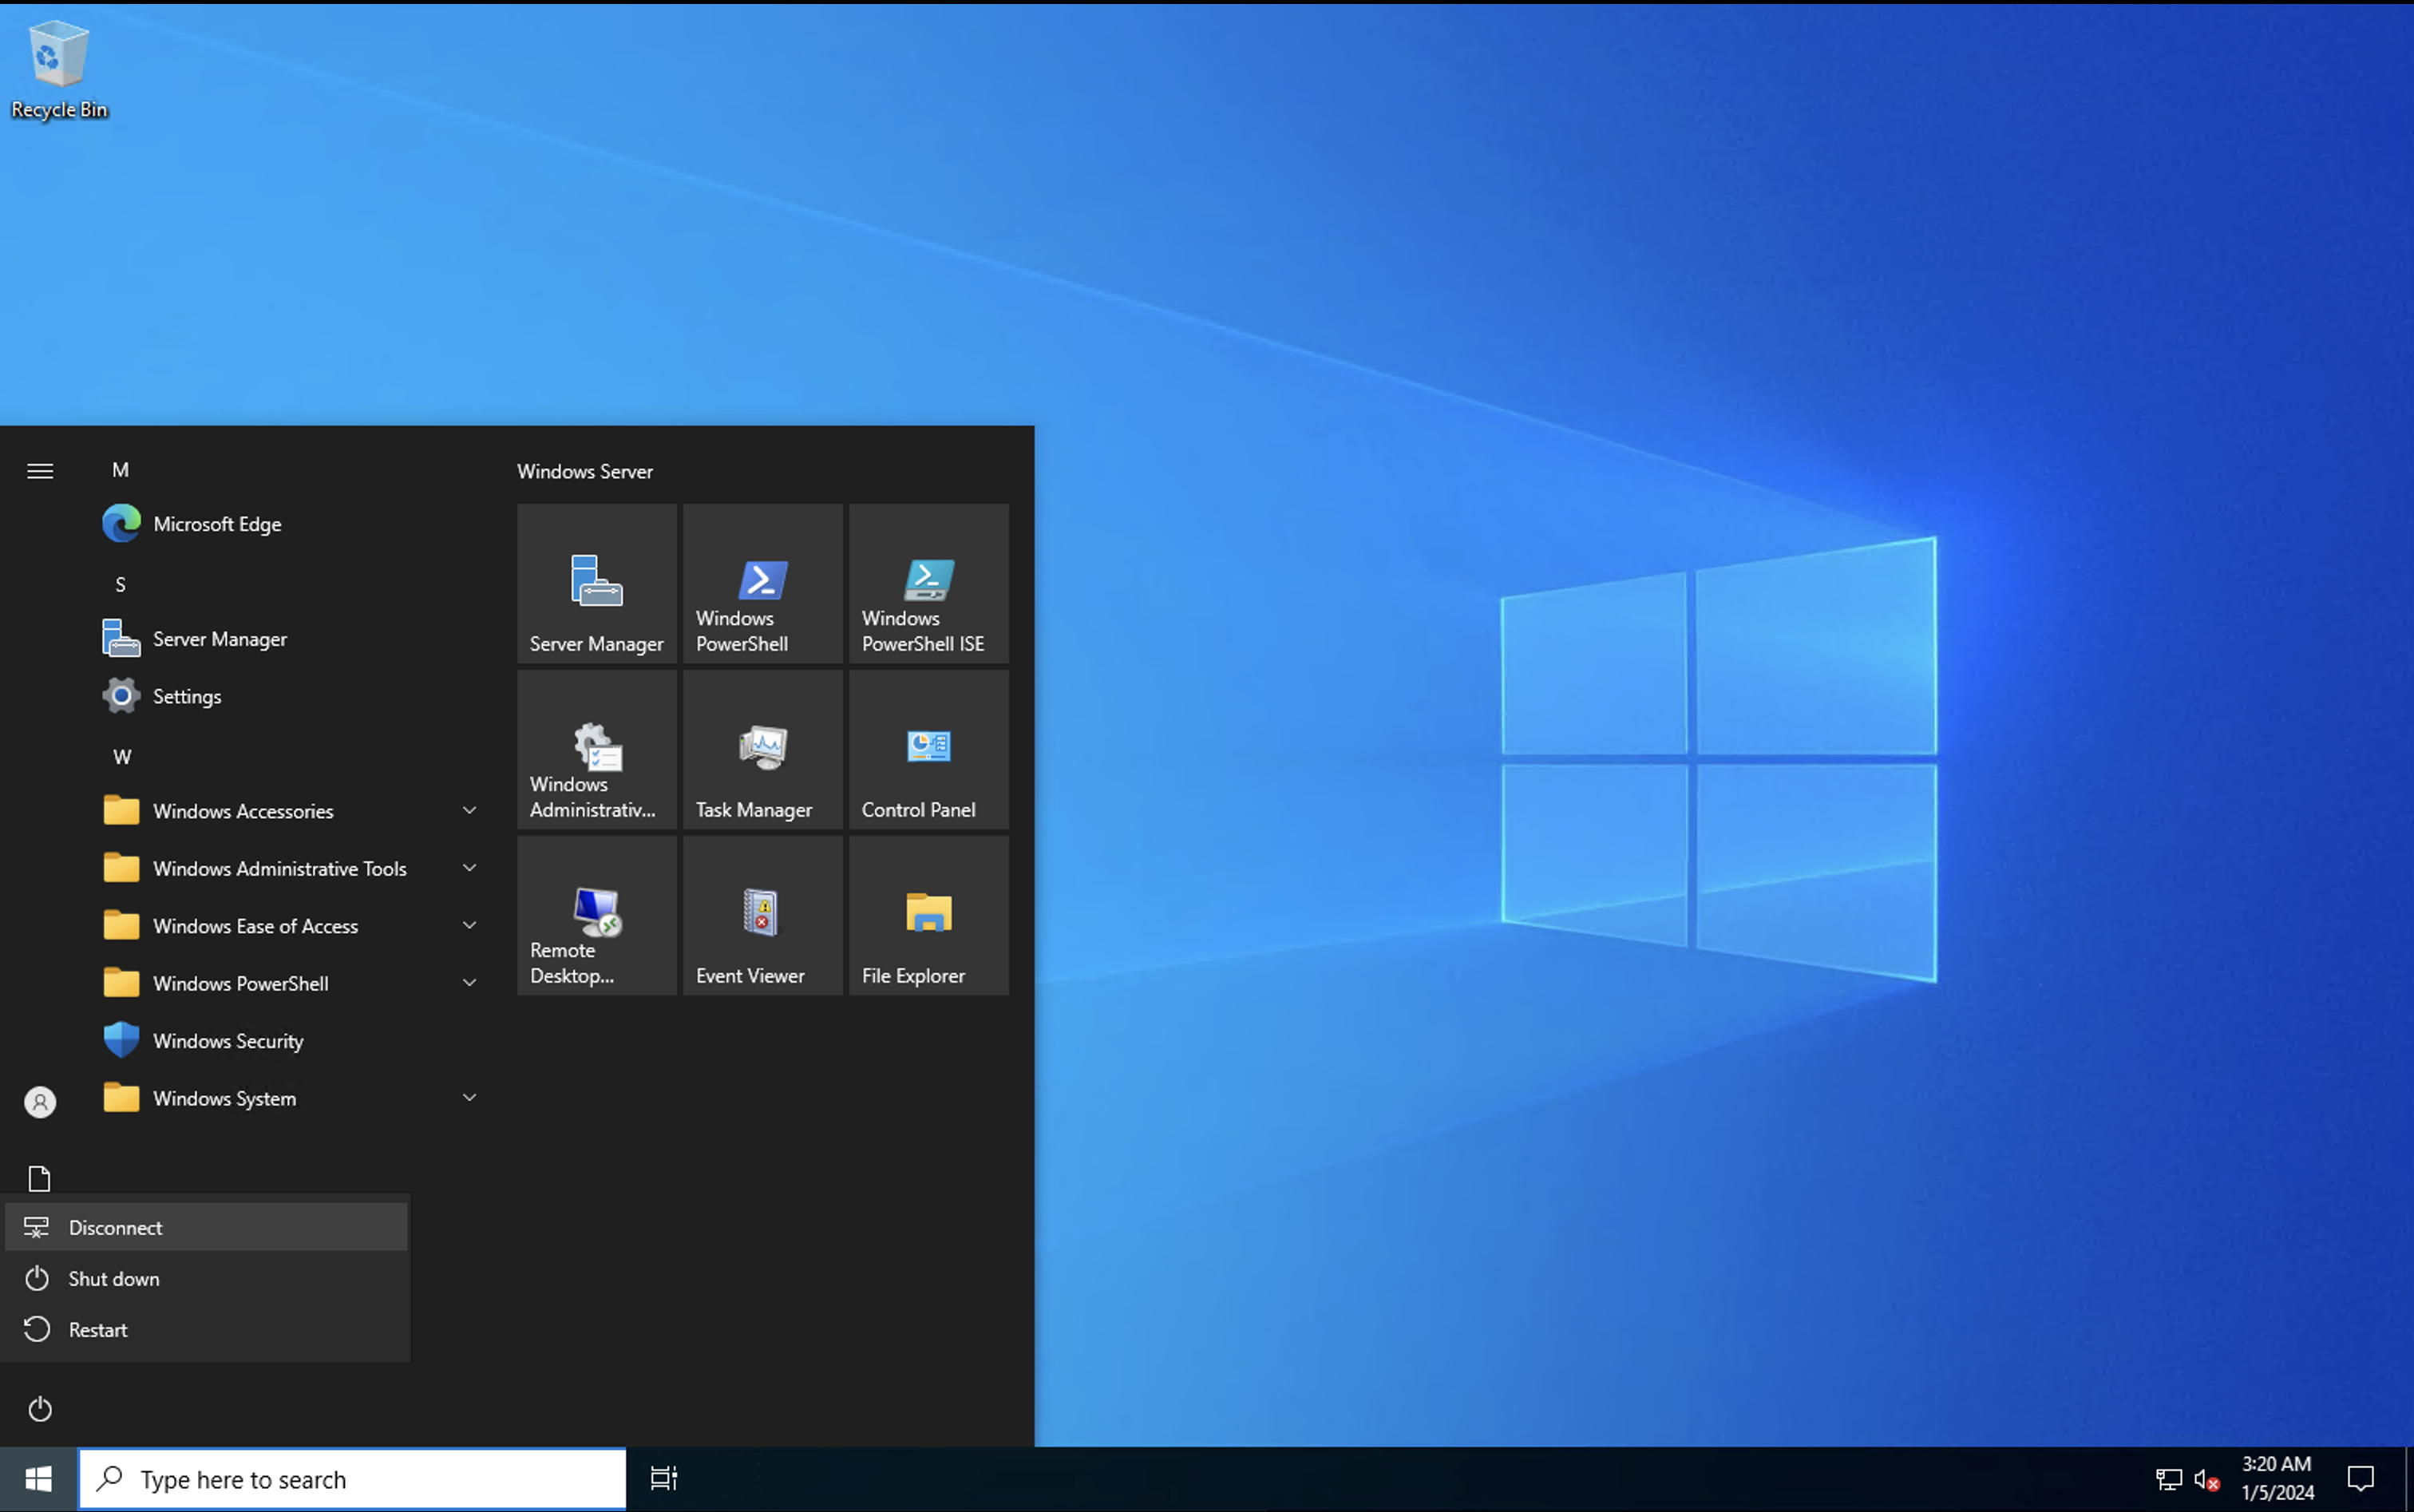 Recycle Bin
M
Microsoft Edge
S
Server Manager
Settings
W
Windows Accessories
Windows Administrative Tools
Windows Ease of Access
Windows PowerShell
Windows Security
Windows System
Disconnect
Shut down
Restart
Windows Server
Server Manager
Windows
PowerShell
Windows
PowerShell ISE
Windows
Administrativ...
Task Manager
Control Panel
Remote
Desktop...
Event Viewer
File Explorer
Type here to search
3:20 AM
1/5/2024